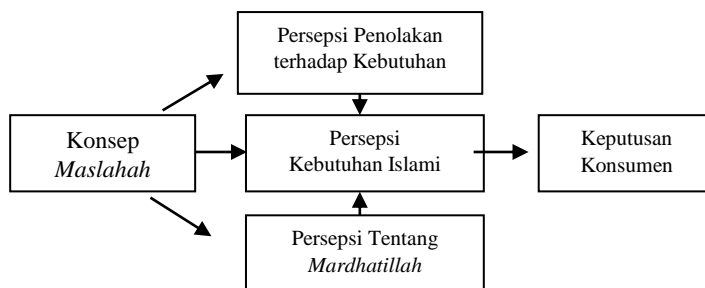 Persepsi Penolakan
terhadap Kebutuhan
Konsep
Maslahah
Persepsi
Kebutuhan Islami
Keputusan
Konsumen
Persepsi Tentang
Mardhatillah